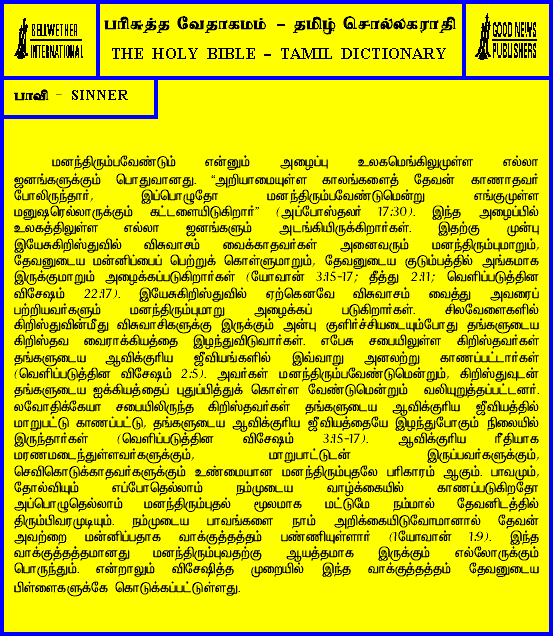 BELLWETHER
INTERNATIONAL
பரிசுத்த வேதாகமம் - தமிழ் சொல்லகராதி
THE HOLY BIBLE - TAMIL DICTIONARY
GOOD NEWS
PUBLISHERS
பாவி - SINNER
மனந்திரும்பவேண்டும் என்னும் அழைப்பு உலகமெங்கிலுமுள்ள எல்லா
ஜனங்களுக்கும் பொதுவானது. "அறியாமையுள்ள காலங்களைத் தேவன் காணாதவர்
போலிருந்தார், இப்பொழுதோ மனந்திரும்பவேண்டுமென்று எங்குமுள்ள
மனுஷரெல்லாருக்கும் கட்டளையிடுகிறார்" (அப்போஸ்தலர் 17:30). இந்த அழைப்பில்
உலகத்திலுள்ள எல்லா ஜனங்களும் அடங்கியிருக்கிறார்கள். இதற்கு முன்பு
இயேசுகிறிஸ்துவில் விசுவாசம் வைக்காதவர்கள் அனைவரும் மனந்திரும்புமாறும்,
தேவனுடைய மன்னிப்பைப் பெற்றுக் கொள்ளுமாறும், தேவனுடைய குடும்பத்தில் அங்கமாக
இருக்குமாறும் அழைக்கப்படுகிறார்கள் (யோவான் 3:15-17; தீத்து 2:11; வெளிப்படுத்தின
விசேஷம் 22:17). இயேசுகிறிஸ்துவில் ஏற்கெனவே விசுவாசம் வைத்து அவரைப்
பற்றியவர்களும் மனந்திரும்புமாறு அழைக்கப் படுகிறார்கள். சிலவேளைகளில்
கிறிஸ்துவின்மீது விசுவாசிகளுக்கு இருக்கும் அன்பு குளிர்ச்சியடையும்போது தங்களுடைய
கிறிஸ்தவ வைராக்கியத்தை இழந்துவிடுவார்கள். எபேசு சபையிலுள்ள கிறிஸ்தவர்கள்
தங்களுடைய ஆவிக்குரிய ஜீவியங்களில் இவ்வாறு அனலற்று காணப்பட்டார்கள்
(வெளிப்படுத்தின விசேஷம் 2:5). அவர்கள் மனந்திரும்பவேண்டுமென்றும், கிறிஸ்துவுடன்
தங்களுடைய ஐக்கியத்தைப் புதுப்பித்துக் கொள்ள வேண்டுமென்றும் வலியுறுத்தப்பட்டனர்.
லவோதிக்கேயா சபையிலிருந்த கிறிஸ்தவர்கள் தங்களுடைய ஆவிக்குரிய ஜீவியத்தில்
மாறுபட்டு காணப்பட்டு, தங்களுடைய ஆவிக்குரிய ஜீவியத்தையே இழந்துபோகும் நிலையில்
இருந்தார்கள் (வெளிப்படுத்தின விசேஷம் 3:15-17). ஆவிக்குரிய ரீதியாக
மரணமடைந்துள்ளவர்களுக்கும், மாறுபாட்டுடன் இருப்பவர்களுக்கும்,
செவிகொடுக்காதவர்களுக்கும் உண்மையான மனந்திரும்புதலே பரிகாரம் ஆகும். பாவமும்,
தோல்வியும் எப்போதெல்லாம் நம்முடைய வாழ்க்கையில் காணப்படுகிறதோ
அப்பொழுதெல்லாம் மனந்திரும்புதல் மூலமாக மட்டுமே நம்மால் தேவனிடத்தில்
திரும்பிவரமுடியும். நம்முடைய பாவங்களை நாம் அறிக்கையிடுவோமானால் தேவன்
அவற்றை மன்னிப்பதாக வாக்குத்தத்தம் பண்ணியுள்ளார் (1யோவான் 1:9). இந்த
வாக்குத்தத்தமானது மனந்திரும்புவதற்கு ஆயத்தமாக இருக்கும் எல்லோருக்கும்
பொருந்தும். என்றாலும் விசேஷித்த முறையில் இந்த வாக்குத்தத்தம் தேவனுடைய
பிள்ளைகளுக்கே கொடுக்கப்பட்டுள்ளது.